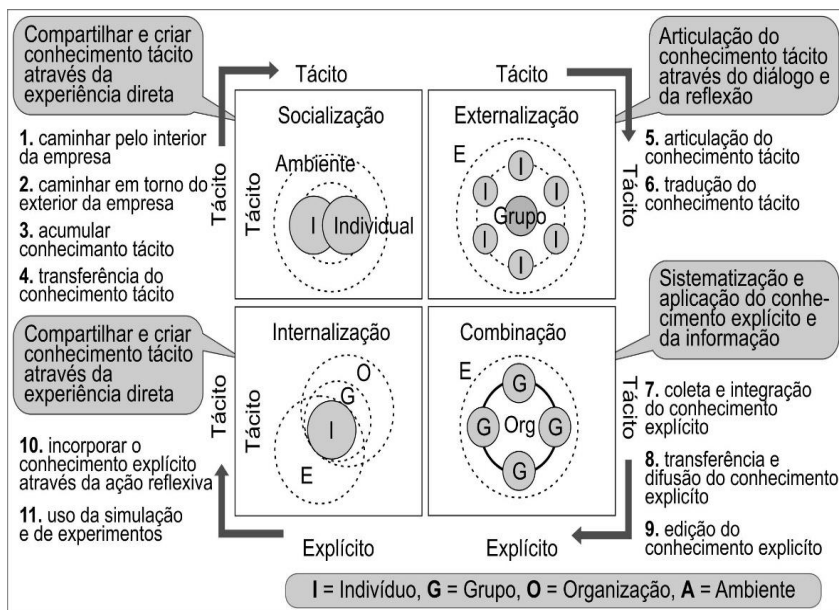 Compartilhar e criar
conhecimento tácito
através da
experiência direta
Tácito
Tácito
Articulação do
conhecimento tácito
através do diálogo e
da reflexão
1. caminhar pelo interior
da empresa
2. caminhar em torno do
exterior da empresa
3. acumular
conhecimanto tácito
4. transferência do
conhecimento tácito
Tácito
Tácito
Socialização
Ambiente
I
Individual
Externalização
E
I
I
I
Grupo
I
I
I
Tácito
5. articulação do
conhecimento tácito
6. tradução do
conhecimento tácito
Compartilhar e criar
conhecimento tácito
através da
experiência direta
Sistematização e
aplicação do conhe-
cimento explícito e
da informação
10. incorporar o
conhecimento explícito
através da ação reflexiva
11. uso da simulação
e de experimentos
Tácito
Tácito
Internalização
O
G
I
E
Combinação
E
G
G
Org
G
G
Tácito
7. coleta e integração
do conhecimento
explícito
8. transferência e
difusão do conhecimento
explicíto
9. edição do
conhecimento explicíto
Explícito
Explícito
I = Indivíduo, G = Grupo, O = Organização, A = Ambiente